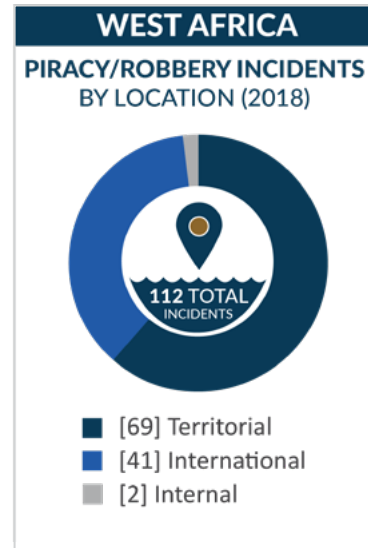 WEST AFRICA
PIRACY/ROBBERY INCIDENTS
BY LOCATION (2018)
112 TOTAL
INCIDENTS
[69] Territorial
[41] International
[2] Internal